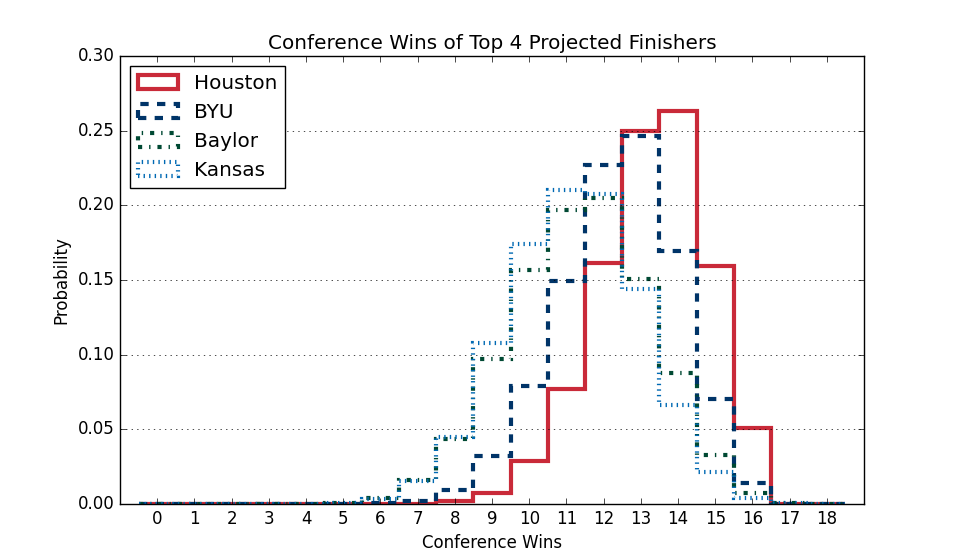 Conference Wins of Top 4 Projected Finishers
0.30
0.25
0.20
0.15
0.10
0.05
0.00
Probability
Houston
BYU
Baylor
Kansas
0 1 2 3 4 5 6 7 8 9 10 11 12 13 14 15 16 17 18
Conference Wins